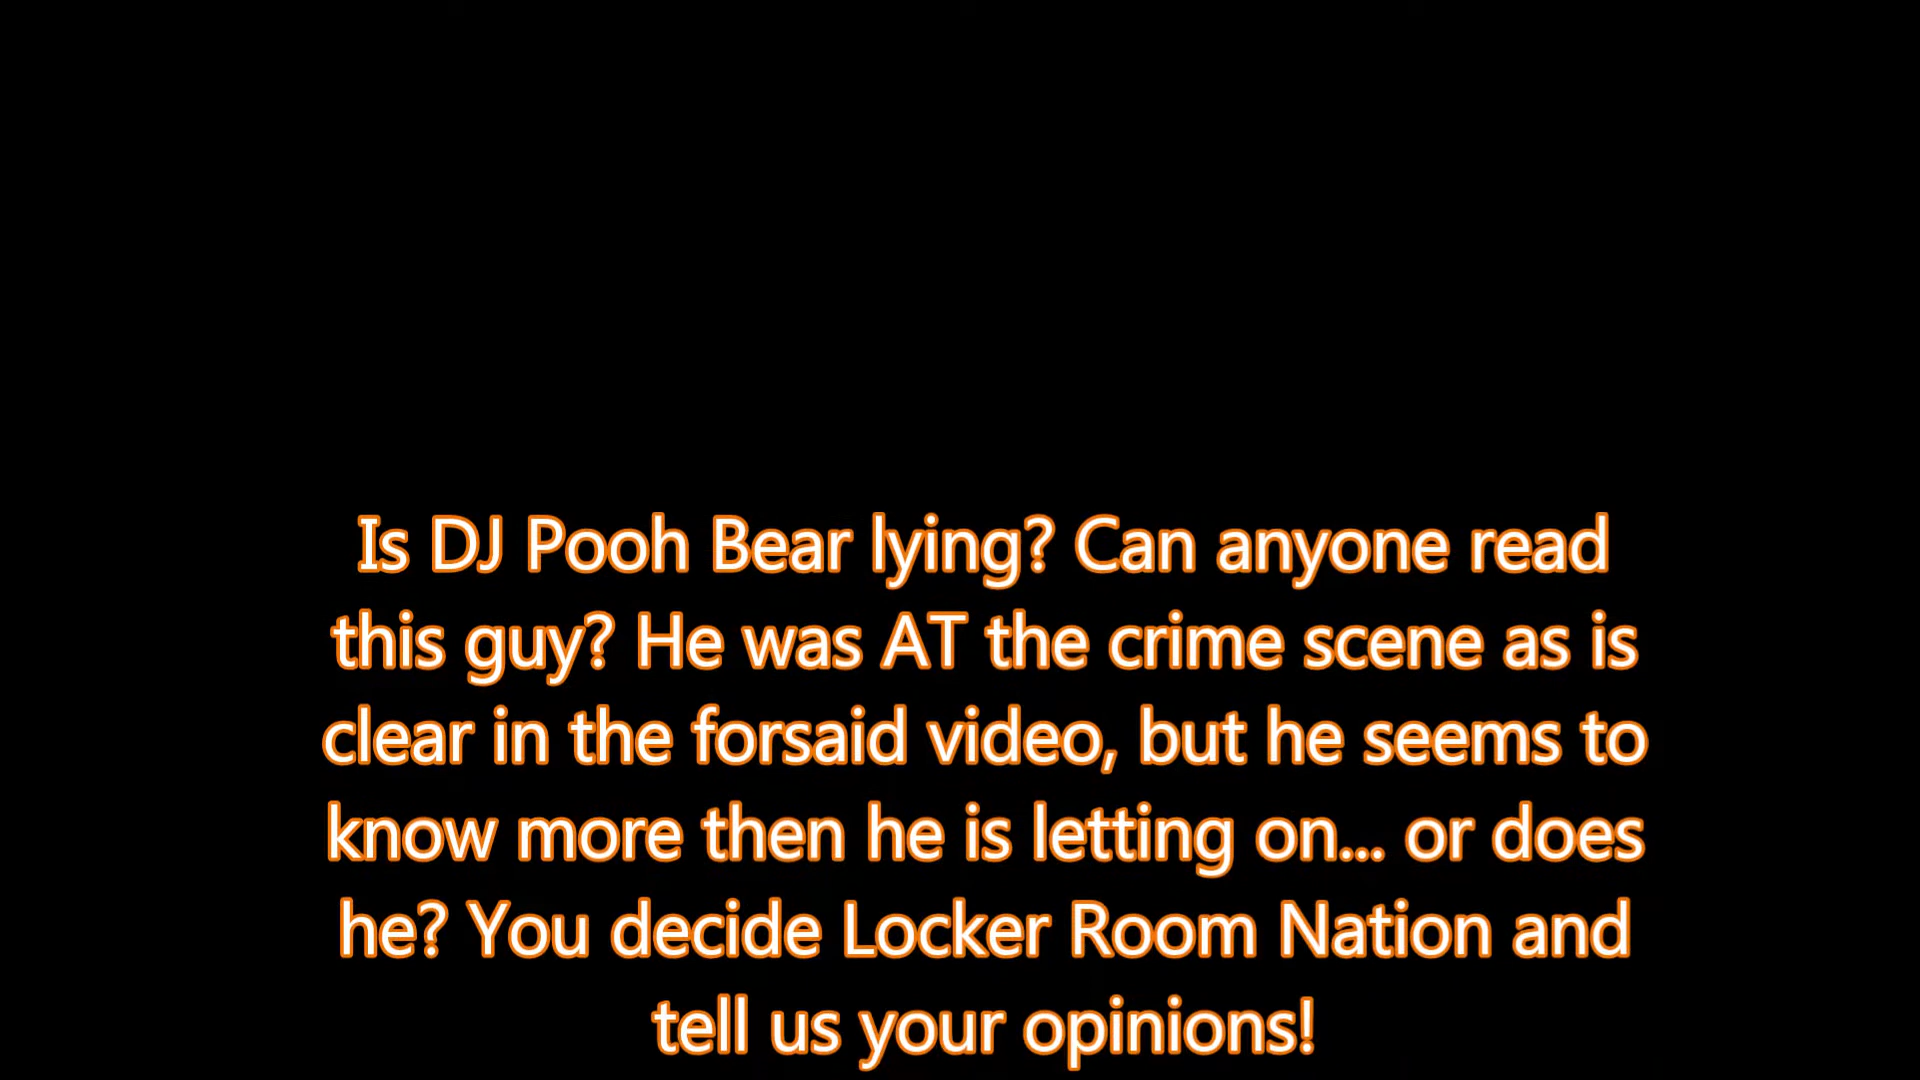 Is DJ Pooh Bear lying? Can anyone read
this guy? He was AT the crime scene as is
clear in the forsaid video, but he seems to
know more then he is letting on... or does
he? You decide Locker Room Nation and
tell us your opinions!